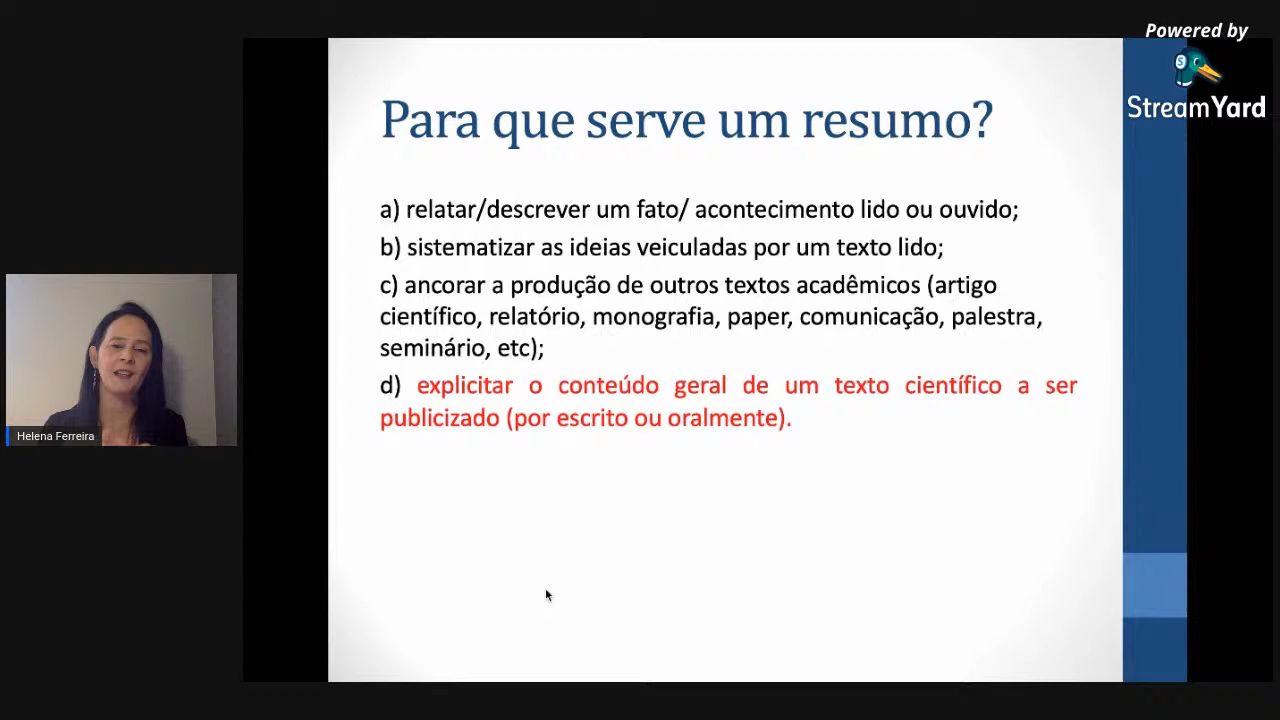 Powered by
StreamYard
Para que serve um resumo?
a) relatar/descrever um fato/ acontecimento lido ou ouvido;
b) sistematizar as ideias veiculadas por um texto lido;
c) ancorar a produção de outros textos acadêmicos (artigo
científico, relatório, monografia, paper, comunicação, palestra,
seminário, etc);
d) explicitar o conteúdo geral de um texto científico a ser
publicizado (por escrito ou oralmente).
Helena Ferreira